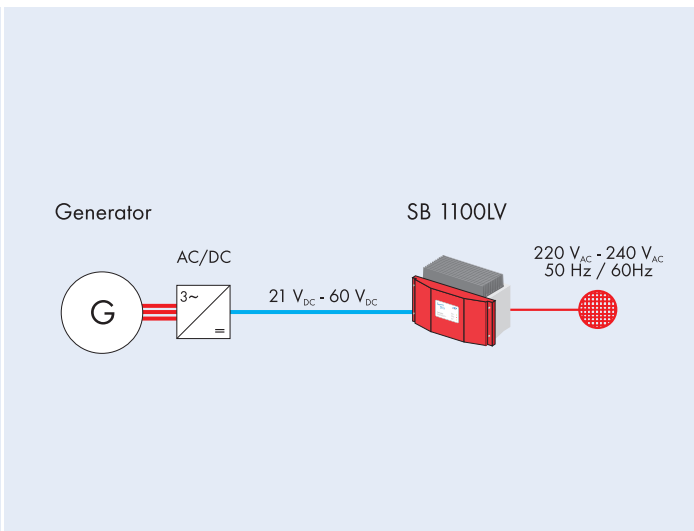 Generator
SB 1100LV
AC/DC
220 VAC - 240 VAC
50 Hz / 60Hz
G
3~
=
21 VDC - 60 VDC